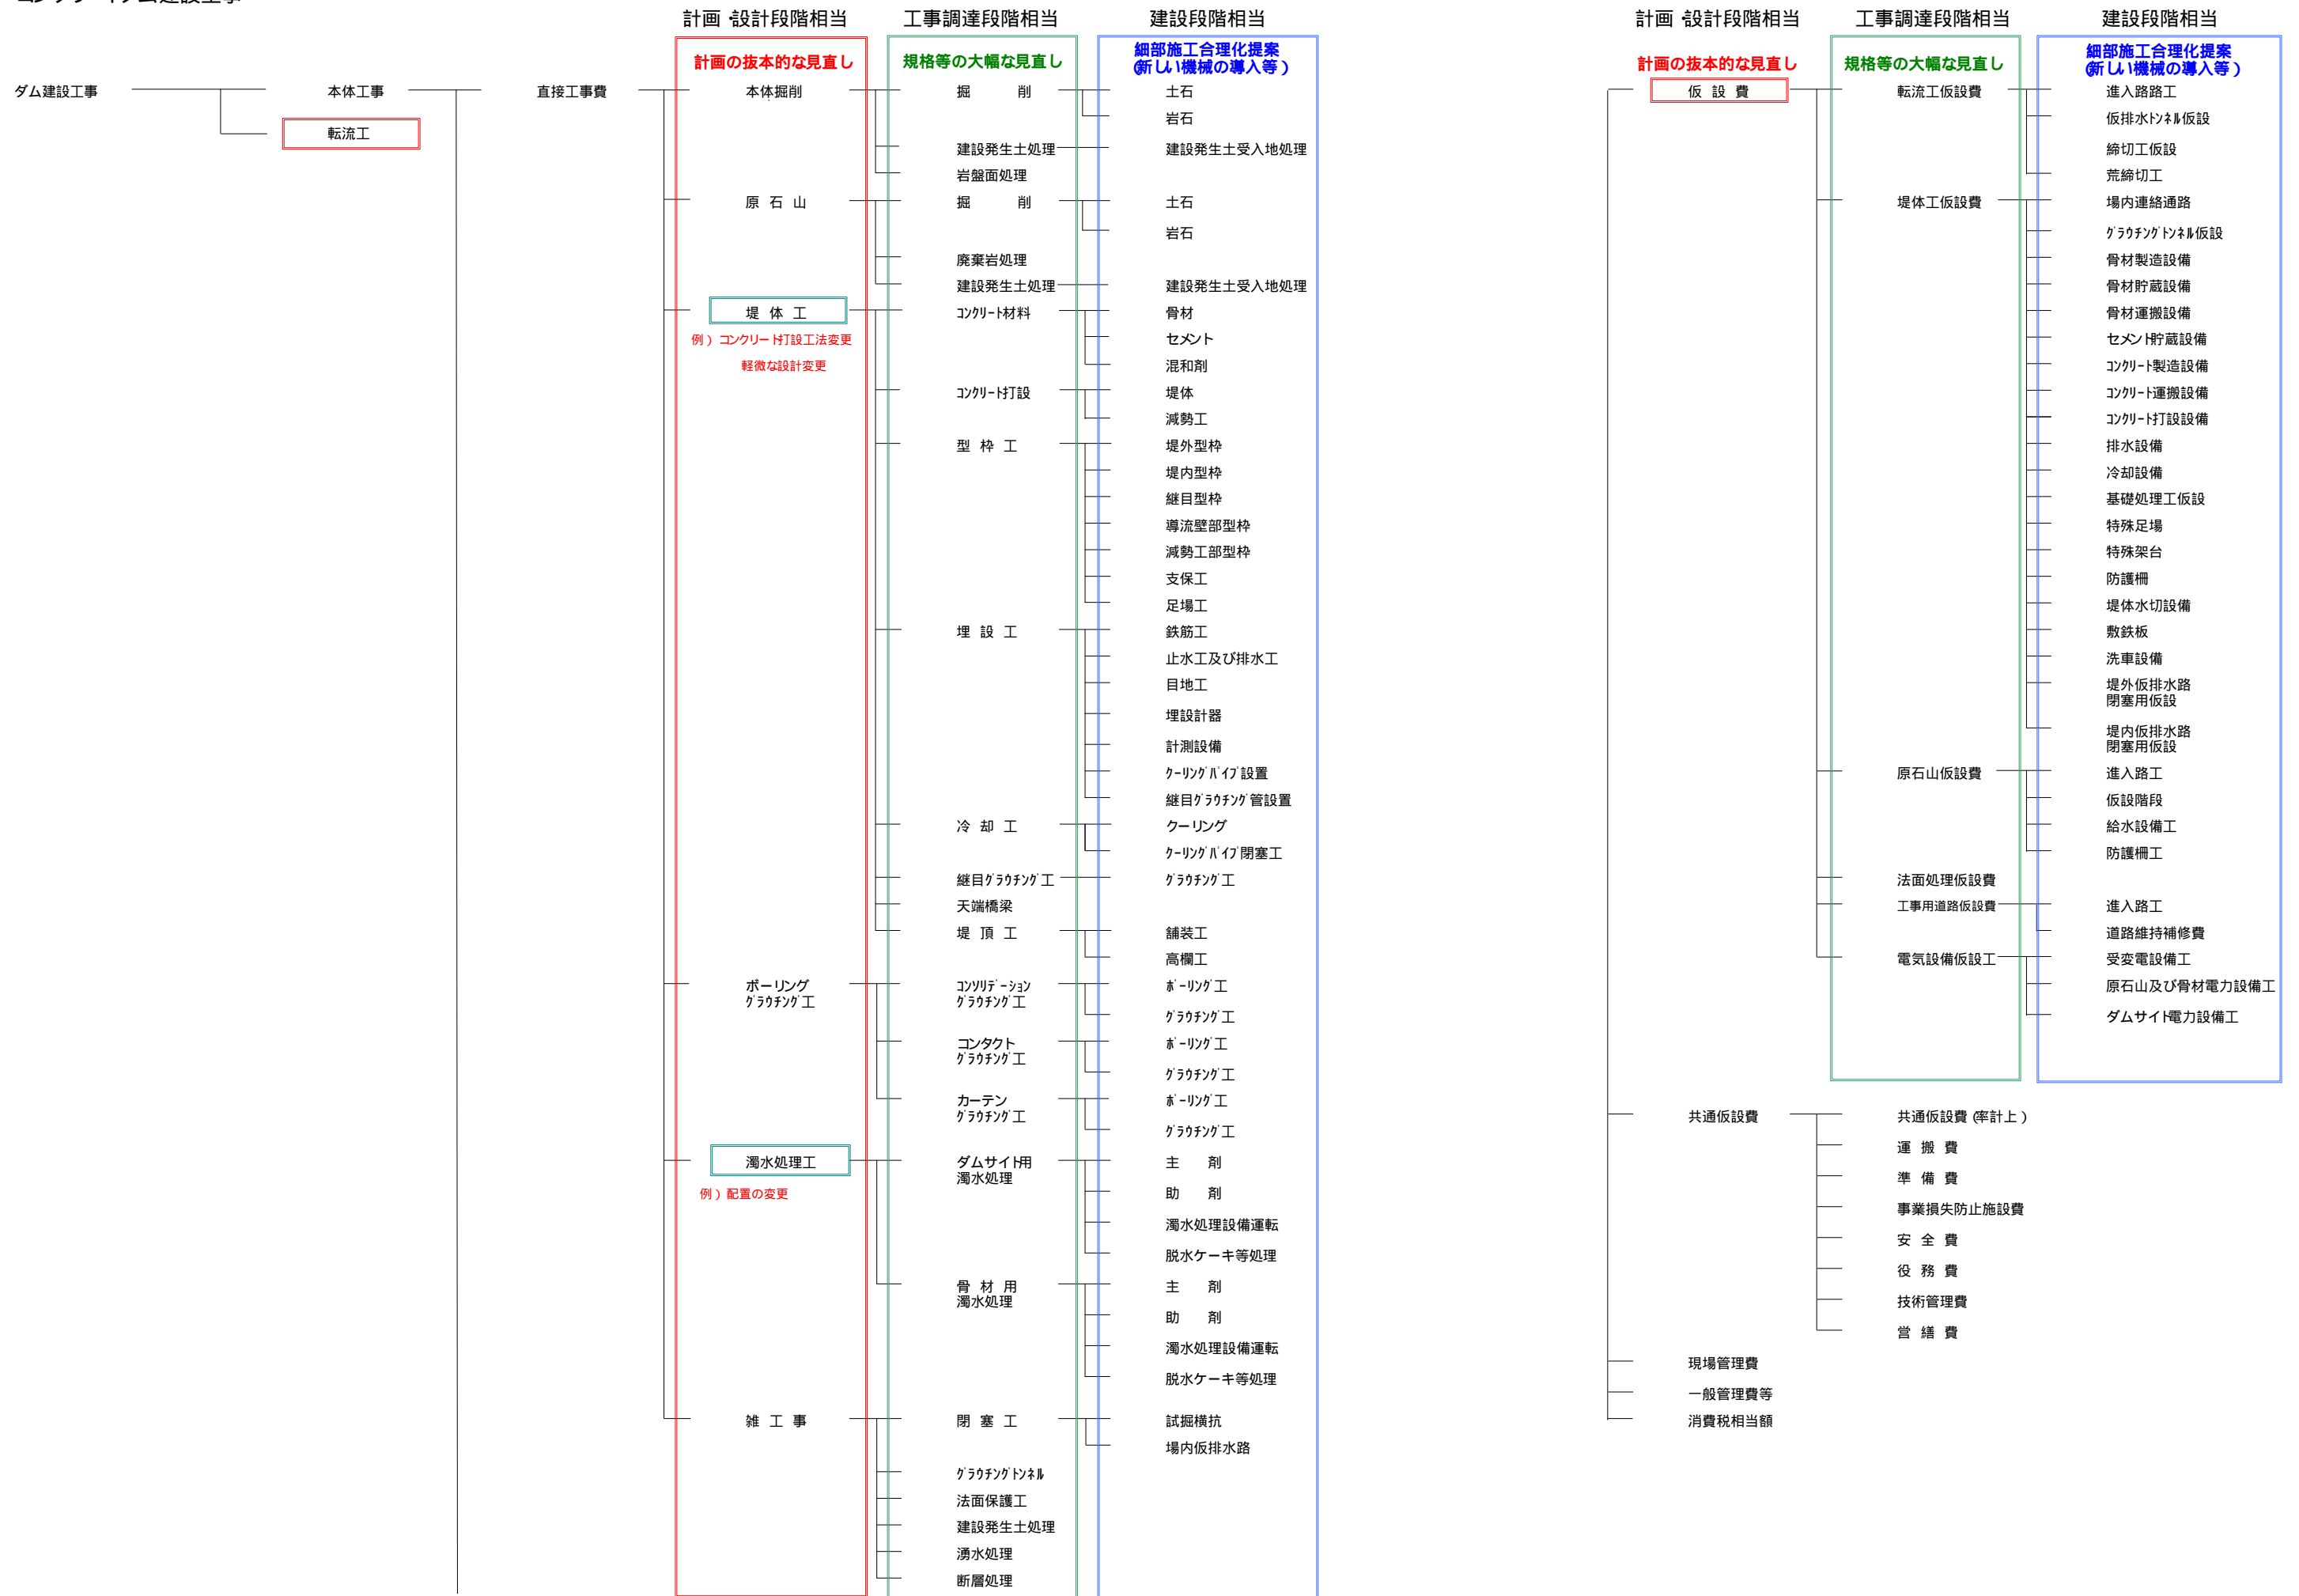 計画・設計段階相当 工事調達段階相当 建設段階相当
計画の抜本的な見直し 規格等の大幅な見直し 細部施工合理化提案
(新しい機械の導入等)
ダム建設工事 本体工事 直接工事費 本体掘削 掘 削 土石
岩石
転流工
建設発生土処理 建設発生土受入地処理
岩盤面処理
原 石 山 掘 削 土石
岩石
廃棄岩処理
建設発生土処理 建設発生土受入地処理
堤 体 工 コンクリート材料 骨材
例)コンクリート打設工法変更 セメント
軽微な設計変更 混和剤
コンクリート打設 堤体
減勢工
型 枠 工 堤外型枠
堤内型枠
継目型枠
導流壁部型枠
減勢工部型枠
支保工
足場工
埋 設 工 鉄筋工
止水工及び排水工
目地工
埋設計器
計測設備
クーリングパイプ設置
継目グラウチング管設置
冷 却 工 クーリング
クーリングパイプ閉塞工
継目グラウチング工 グラウチング工
天端橋梁
堤 頂 工 舗装工
高欄工
ボーリング コンソリデーション ボーリング工
グラウチング工 グラウチング工
グラウチング工
コンタクト ボーリング工
グラウチング工
グラウチング工
カーテン ボーリング工
グラウチング工
グラウチング工
濁水処理工 ダムサイト用 主 剤
濁水処理
例)配置の変更 助 剤
濁水処理設備運転
脱水ケーキ等処理
骨 材 用 主 剤
濁水処理
助 剤
濁水処理設備運転
脱水ケーキ等処理
雑 工 事 閉 塞 工 試掘横抗
場内仮排水路
グラウチングトンネル
法面保護工
建設発生土処理
湧水処理
断層処理
計画・設計段階相当 工事調達段階相当 建設段階相当
計画の抜本的な見直し 規格等の大幅な見直し 細部施工合理化提案
(新しい機械の導入等)
仮 設 費 転流工仮設費 進入路路工
仮排水トンネル仮設
締切工仮設
荒締切工
堤体工仮設費 場内連絡通路
グラウチングトンネル仮設
骨材製造設備
骨材貯蔵設備
骨材運搬設備
セメント貯蔵設備
コンクリート製造設備
コンクリート運搬設備
コンクリート打設設備
排水設備
冷却設備
基礎処理工仮設
特殊足場
特殊架台
防護柵
堤体水切設備
敷鉄板
洗車設備
堤外仮排水路
閉塞用仮設
堤内仮排水路
閉塞用仮設
原石山仮設費 進入路工
仮設階段
給水設備工
防護柵工
法面処理仮設費
工事用道路仮設費 進入路工
道路維持補修費
電気設備仮設工 受変電設備工
原石山及び骨材電力設備工
ダムサイト電力設備工
共通仮設費 共通仮設費(率計上)
運 搬 費
準 備 費
事業損失防止施設費
安 全 費
役 務 費
技術管理費
営 繕 費
現場管理費
一般管理費等
消費税相当額